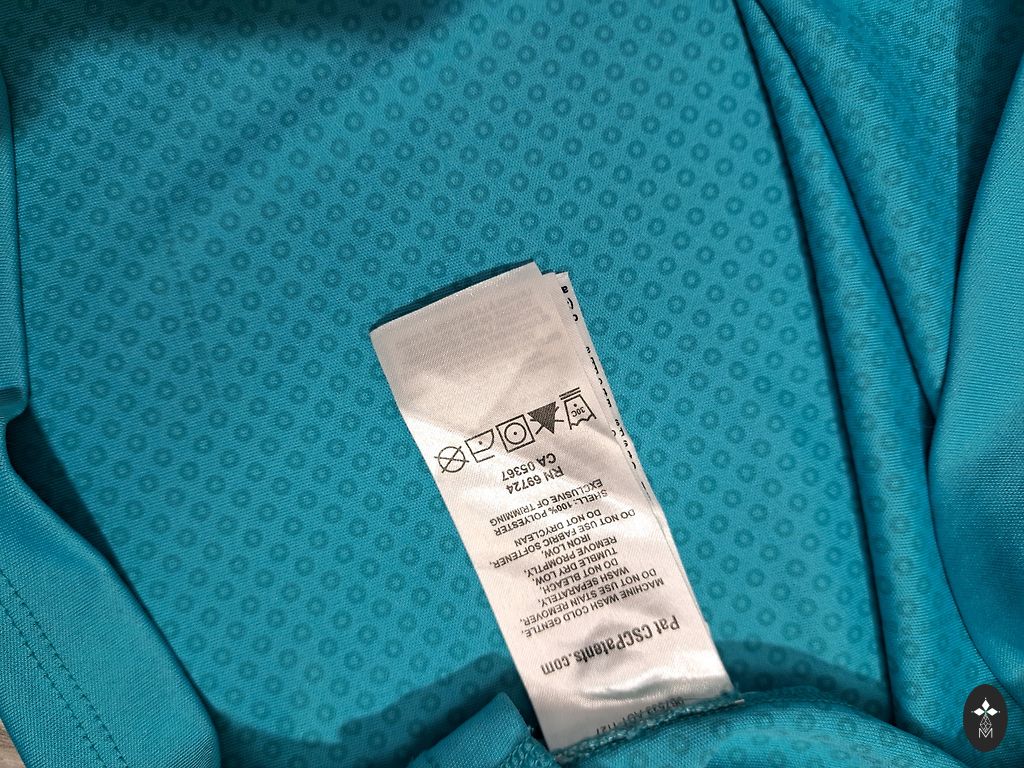 Pat CSCPatents.com
MACHINE WASH COLD GENTLE,
DO NOT USE STAIN REMOVER.
WASH SEPARATELY,
DO NOT BLEACH,
TUMBLE DRY LOW,
REMOVE PROMPTLY,
IRON LOW,
DO NOT USE FABRIC SOFTENER.
DO NOT DRYCLEAN
SHELL: 100% POLYESTER
EXCLUSIVE OF TRIMMING
RN 69724
CA 05367
30C
M